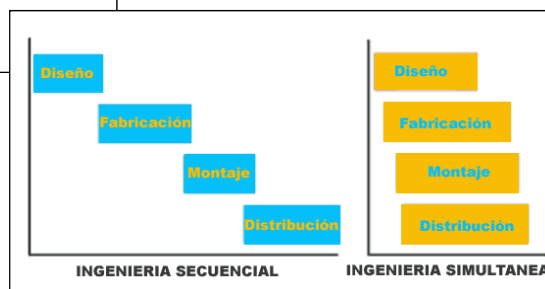 Diseño
Fabricación
Montaje
Distribución
INGENIERIA SECUENCIAL
Diseño
Fabricación
Montaje
Distribución
INGENIERIA SIMULTANEA